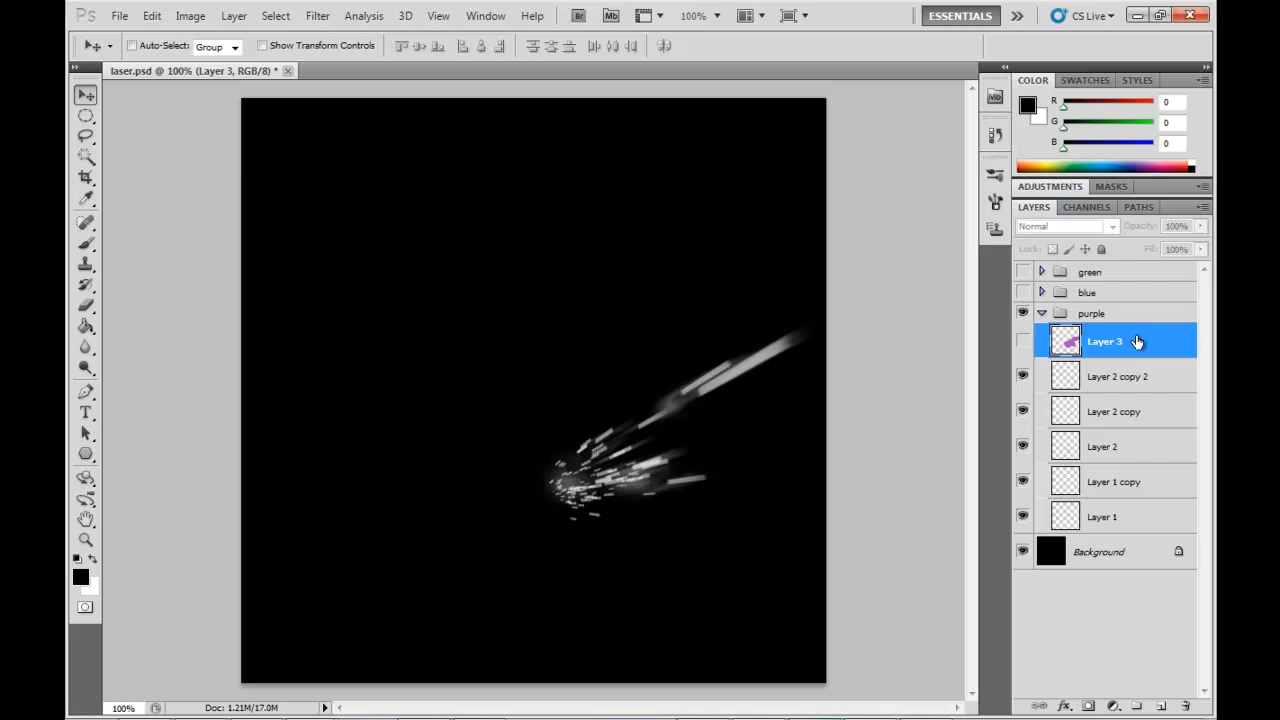 Ps File Edit Image Layer Select Filter Analysis 3D View Window Help Br Mb 100% ESSENTIALS CS Live
Auto-Select: Group Show Transform Controls
laser.psd @ 100% (Layer 3, RGB/8) *
Mb
COLOR SWATCHES STYLES
R 0
G 0
B 0
ADJUSTMENTS MASKS
LAYERS CHANNELS PATHS
Normal Opacity: 100%
Lock: Fill: 100%
green
blue
purple
Layer 3
Layer 2 copy 2
Layer 2 copy
Layer 2
Layer 1 copy
Layer 1
Background
100% Doc: 1.21M/17.0M